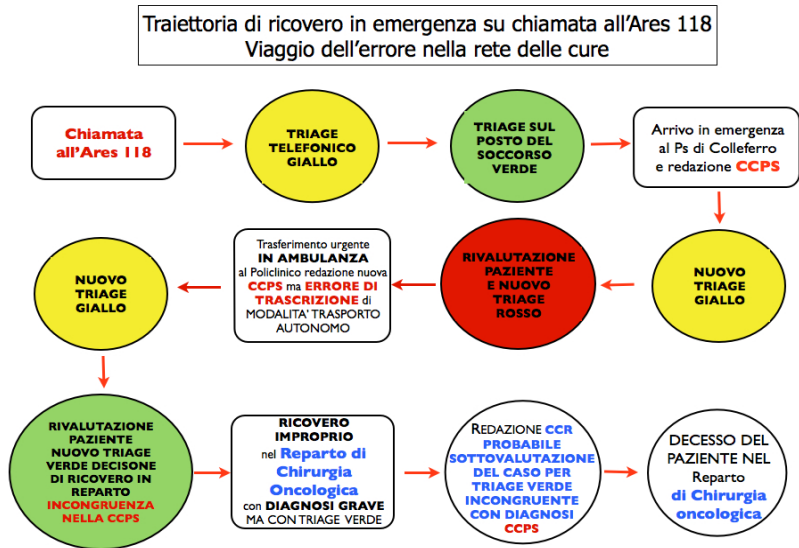 Traiettoria di ricovero in emergenza su chiamata all'Ares 118
Viaggio dell'errore nella rete delle cure
Chiamata
all'Ares 118
TRIAGE
TELEFONICO
GIALLO
TRIAGE SUL
POSTO DEL
SOCCORSO
VERDE
Arrivo in emergenza
al Ps di Colleferro
e redazione CCPS
NUOVO
TRIAGE
GIALLO
RIVALUTAZIONE
PAZIENTE
E NUOVO
TRIAGE
ROSSO
Trasferimento urgente
IN AMBULANZA
al Policlinico redazione nuova
CCPS ma ERRORE DI
TRASCRIZIONE di
MODALITA' TRASPORTO
AUTONOMO
NUOVO
TRIAGE
GIALLO
RIVALUTAZIONE
PAZIENTE
NUOVO TRIAGE
VERDE DECISONE
DI RICOVERO IN
REPARTO
INCONGRUENZA
NELLA CCPS
RICOVERO
IMPROPRIO
nel Reparto di
Chirurgia
Oncologica
con DIAGNOSI GRAVE
MA CON TRIAGE VERDE
REDAZIONE CCR
PROBABILE
SOTTOVALUTAZIONE
DEL CASO PER
TRIAGE VERDE
INCONGRUENTE
CON DIAGNOSI
CCPS
DECESSO DEL
PAZIENTE NEL
Reparto
di Chirurgia
oncologica